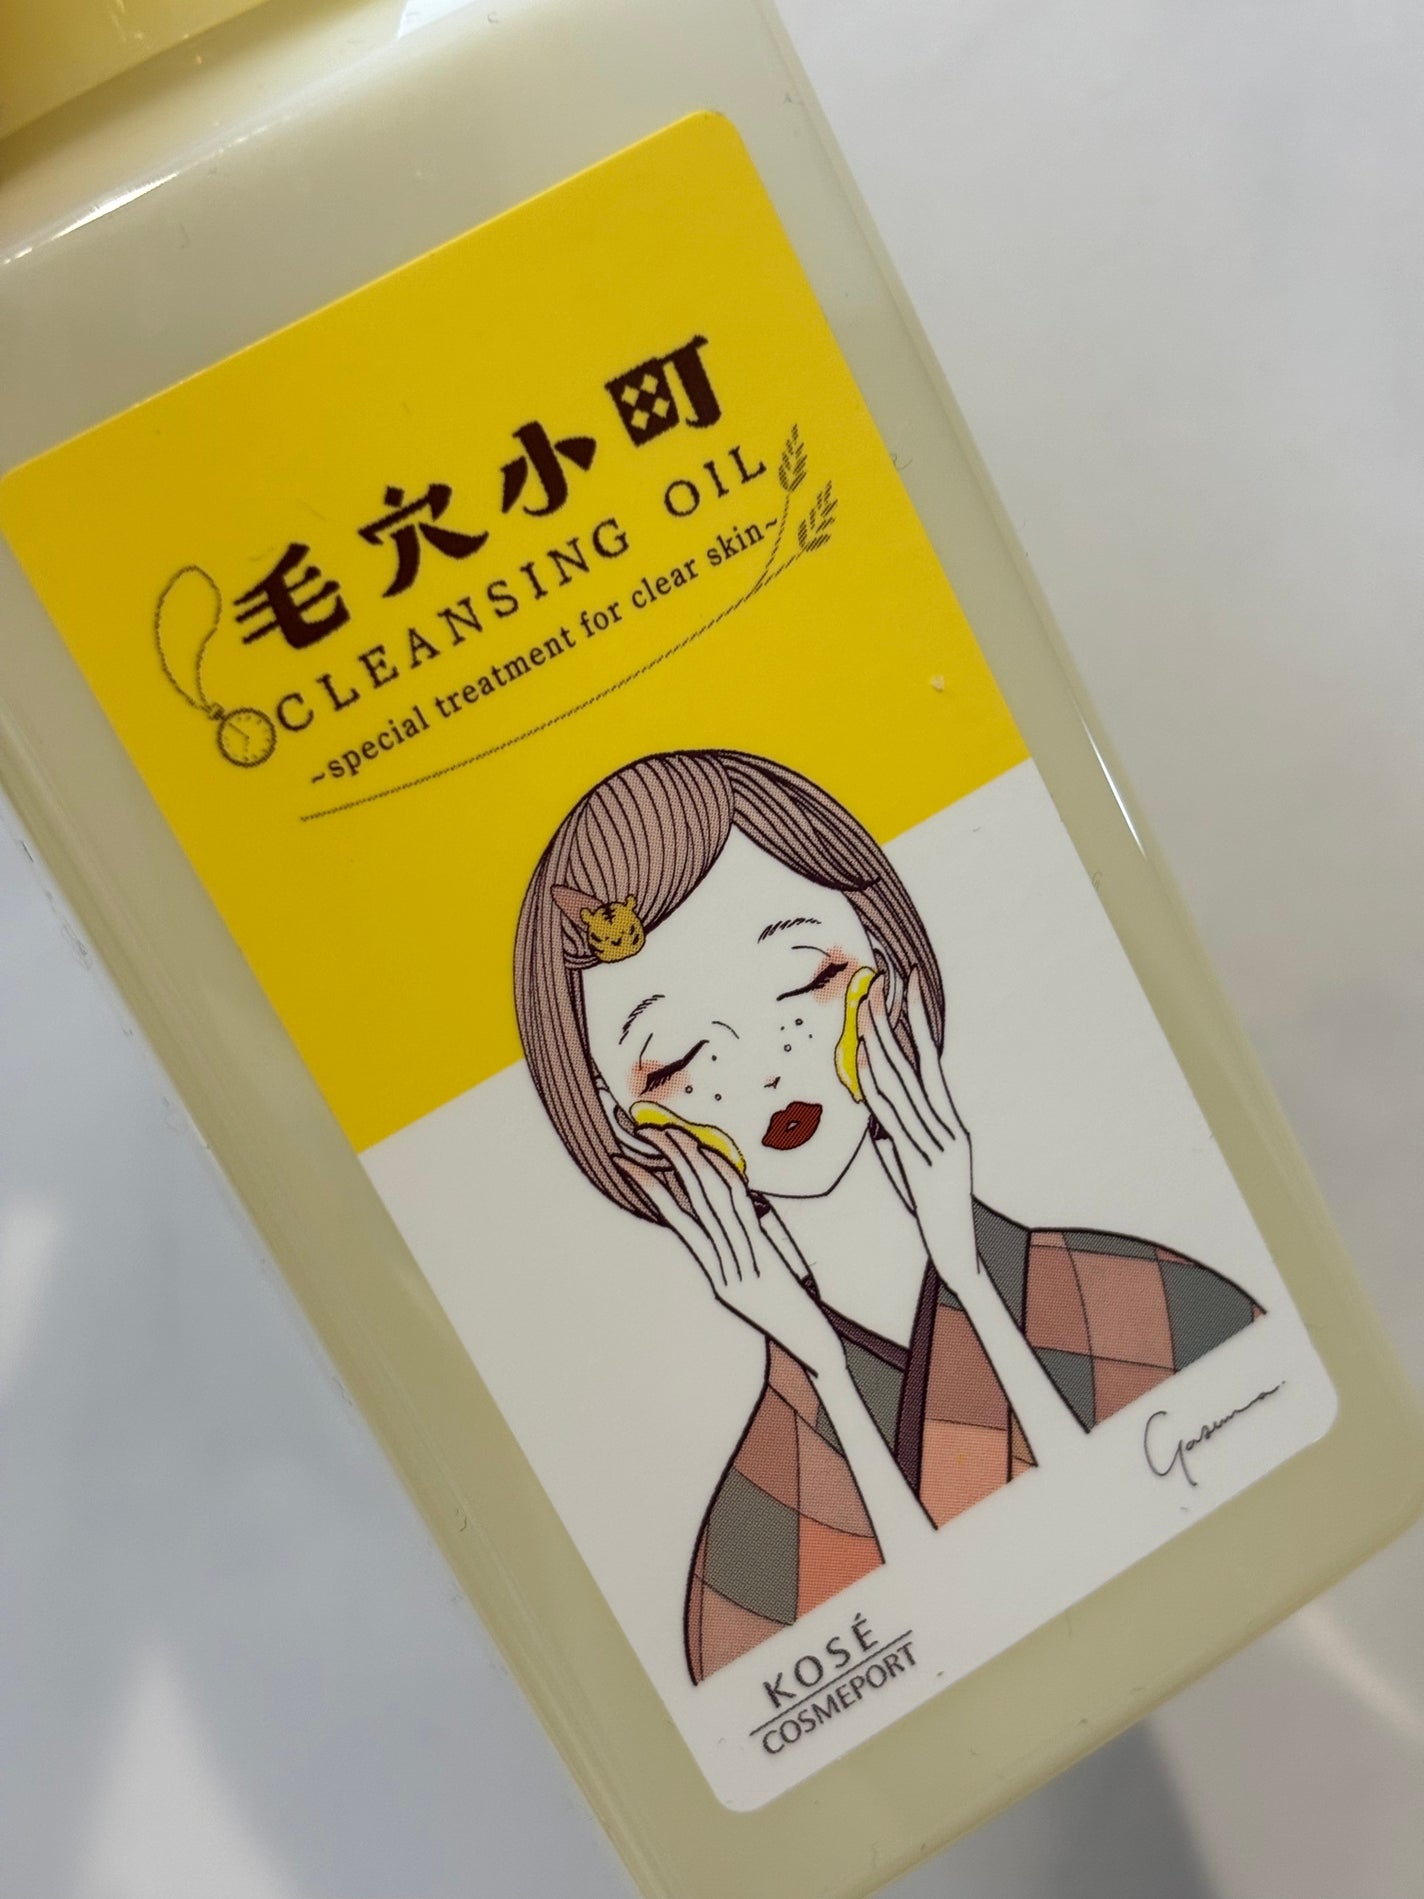 毛穴小町
CLEANSING OIL
~special treatment for clear skin~
Gasuma.
KOSÉ
COSMEPORT